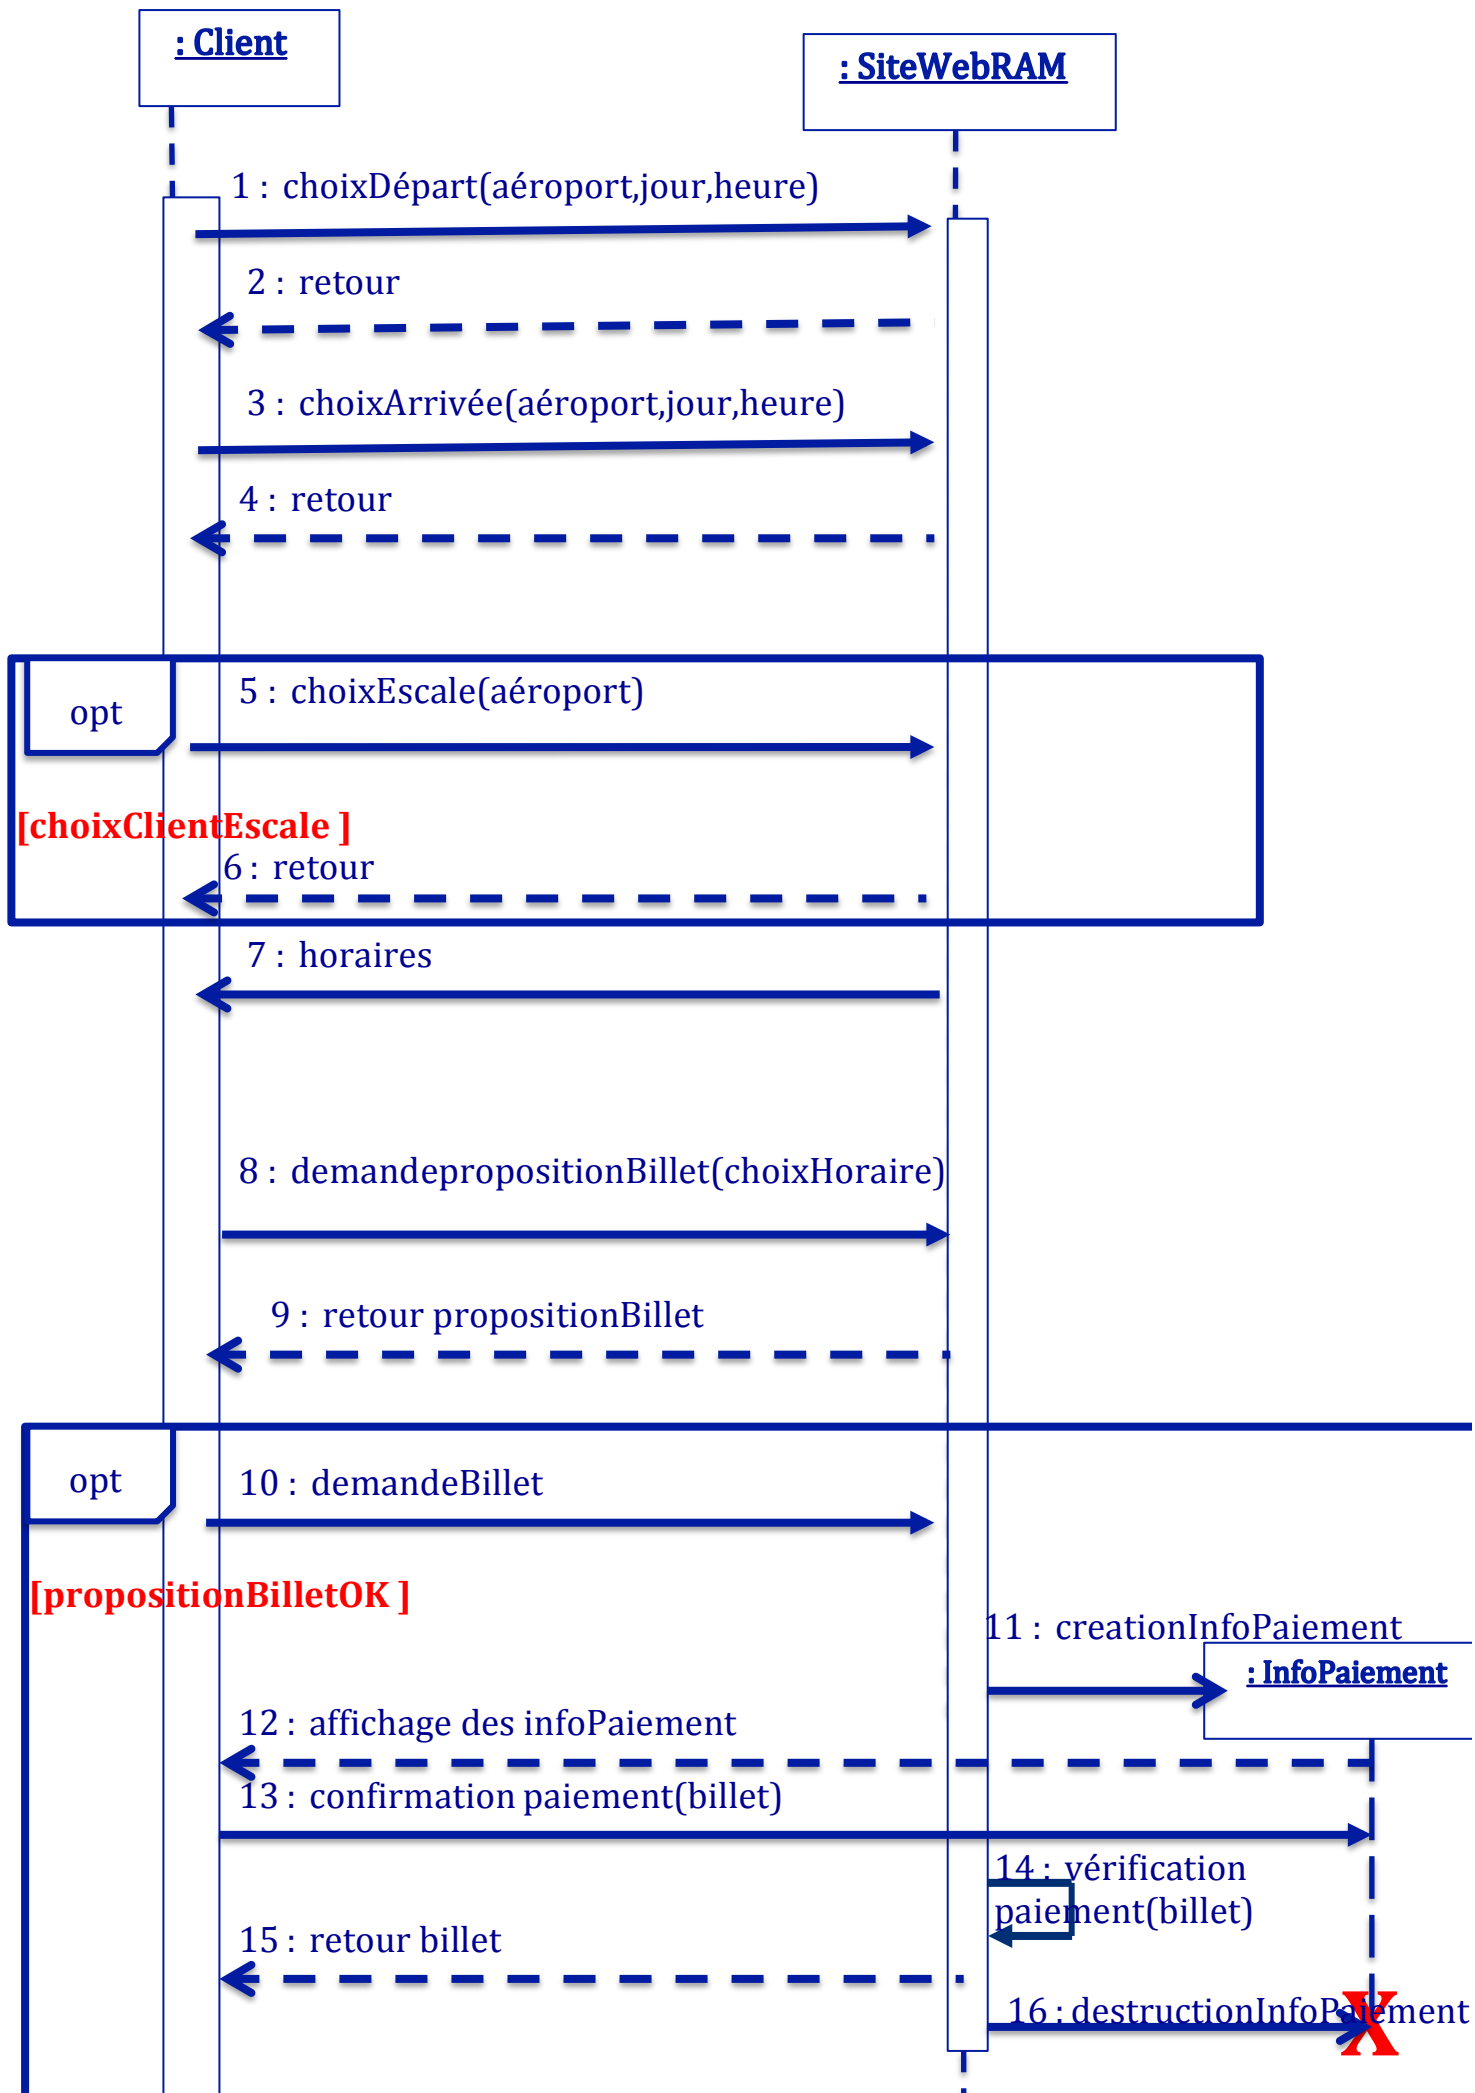 : Client
: SiteWebRAM
1 : choixDépart(aéroport,jour,heure)
2 : retour
3 : choixArrivée(aéroport,jour,heure)
4 : retour
opt
5 : choixEscale(aéroport)
[choixClientEscale ]
6 : retour
7 : horaires
8 : demandepropositionBillet(choixHoraire)
9 : retour propositionBillet
opt
10 : demandeBillet
[propositionBilletOK ]
11 : creationInfoPaiement
: InfoPaiement
12 : affichage des infoPaiement
13 : confirmation paiement(billet)
14 : vérification
paiement(billet)
15 : retour billet
16 : destructionInfoPaiement
X